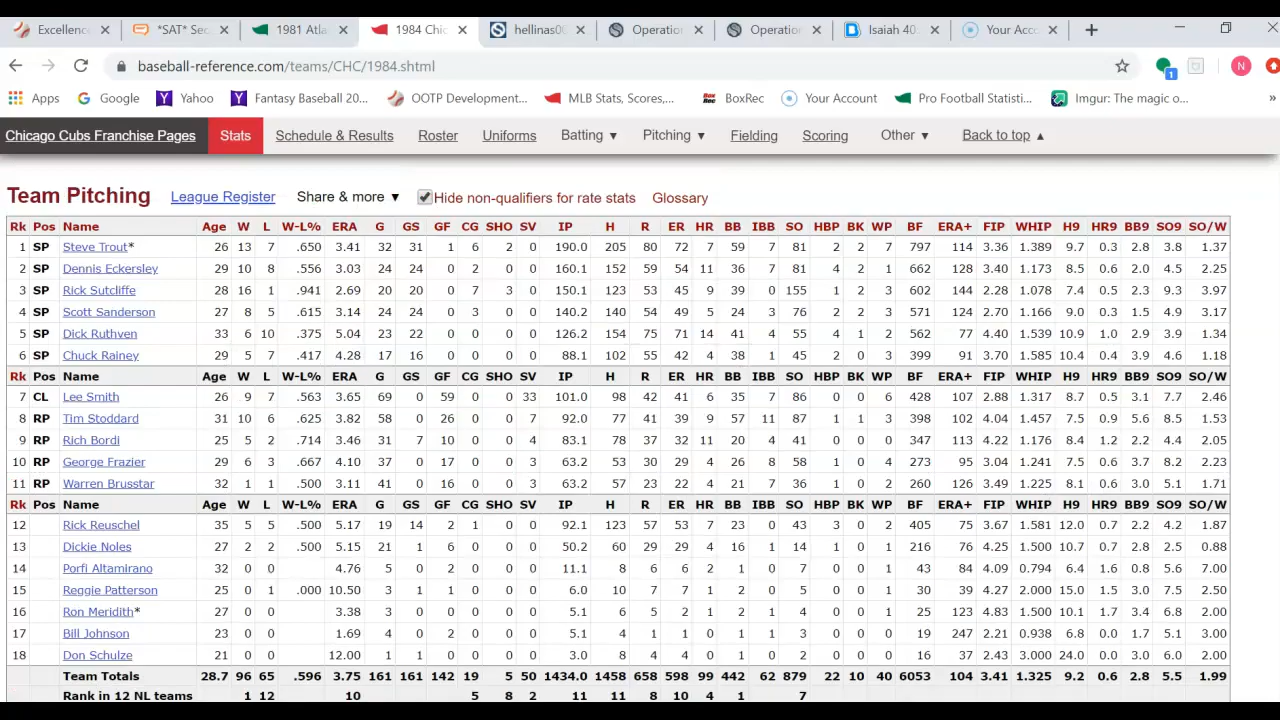 Excellence *SAT* Sec 1981 Atla 1984 Chic hellinas00 Operation Operation Isaiah 40 Your Acc
baseball-reference.com/teams/CHC/1984.shtml N
1
Apps Google Yahoo Fantasy Baseball 20... OOTP Development... MLB Stats, Scores,... BoxRec BoxRec Your Account Pro Football Statisti... Imgur: The magic o... »
Chicago Cubs Franchise Pages Stats Schedule & Results Roster Uniforms Batting ▼ Pitching ▼ Fielding Scoring Other ▼ Back to top ▲
Team Pitching League Register Share & more ▼ Hide non-qualifiers for rate stats Glossary
Rk Pos Name Age W L W-L% ERA G GS GF CG SHO SV IP H R ER HR BB IBB SO HBP BK WP BF ERA+ FIP WHIP H9 HR9 BB9 SO9 SO/W
1 SP Steve Trout* 26 13 7 .650 3.41 32 31 1 6 2 0 190.0 205 80 72 7 59 7 81 2 2 7 797 114 3.36 1.389 9.7 0.3 2.8 3.8 1.37
2 SP Dennis Eckersley 29 10 8 .556 3.03 24 24 0 2 0 0 160.1 152 59 54 11 36 7 81 4 2 1 662 128 3.40 1.173 8.5 0.6 2.0 4.5 2.25
3 SP Rick Sutcliffe 28 16 1 .941 2.69 20 20 0 7 3 0 150.1 123 53 45 9 39 0 155 1 2 3 602 144 2.28 1.078 7.4 0.5 2.3 9.3 3.97
4 SP Scott Sanderson 27 8 5 .615 3.14 24 24 0 3 0 0 140.2 140 54 49 5 24 3 76 2 2 3 571 124 2.70 1.166 9.0 0.3 1.5 4.9 3.17
5 SP Dick Ruthven 33 6 10 .375 5.04 23 22 0 0 0 0 126.2 154 75 71 14 41 4 55 4 1 2 562 77 4.40 1.539 10.9 1.0 2.9 3.9 1.34
6 SP Chuck Rainey 29 5 7 .417 4.28 17 16 0 0 0 0 88.1 102 55 42 4 38 1 45 2 0 2 399 91 3.70 1.585 10.4 0.4 3.9 4.6 1.18
Rk Pos Name Age W L W-L% ERA G GS GF CG SHO SV IP H R ER HR BB IBB SO HBP BK WP BF ERA+ FIP WHIP H9 HR9 BB9 SO9 SO/W
7 CL Lee Smith 26 9 7 .563 3.65 69 0 59 0 0 33 101.0 98 42 41 6 35 7 86 0 0 6 428 107 2.88 1.317 8.7 0.5 3.1 7.7 2.46
8 RP Tim Stoddard 31 10 6 .625 3.82 58 0 26 0 0 7 92.0 77 41 39 9 57 11 87 1 1 3 398 102 4.04 1.457 7.5 0.9 5.6 8.5 1.53
9 RP Rich Bordi 25 5 2 .714 3.46 31 7 10 0 0 4 83.1 78 37 32 11 20 4 41 0 0 0 347 113 4.22 1.176 8.4 1.2 2.2 4.4 2.05
10 RP George Frazier 29 6 3 .667 4.10 37 0 17 0 0 3 63.2 53 30 29 4 26 8 58 1 0 4 273 95 3.04 1.241 7.5 0.6 3.7 8.2 2.23
11 RP Warren Brusstar 32 1 1 .500 3.11 41 0 16 0 0 3 63.2 57 23 22 4 21 7 36 1 0 2 260 126 3.49 1.225 8.1 0.6 3.0 5.1 1.71
Rk Pos Name Age W L W-L% ERA G GS GF CG SHO SV IP H R ER HR BB IBB SO HBP BK WP BF ERA+ FIP WHIP H9 HR9 BB9 SO9 SO/W
12 Rick Reuschel 35 5 5 .500 5.17 19 14 2 1 0 0 92.1 123 57 53 7 23 0 43 3 0 2 405 75 3.67 1.581 12.0 0.7 2.2 4.2 1.87
13 Dickie Noles 27 2 2 .500 5.15 21 1 6 0 0 0 50.2 60 29 29 4 16 1 14 1 0 2 216 76 4.25 1.500 10.7 0.7 2.8 2.5 0.88
14 Porfi Altamirano 32 0 0 4.76 5 0 2 0 0 0 11.1 8 6 6 2 1 0 7 0 0 2 43 84 4.09 0.794 6.4 1.6 0.8 5.6 7.00
15 Reggie Patterson 25 0 1 .000 10.50 3 1 1 0 0 0 6.0 10 7 7 1 2 0 5 0 0 1 30 39 4.27 2.000 15.0 1.5 3.0 7.5 2.50
16 Ron Meridith* 27 0 0 3.38 3 0 0 0 0 0 5.1 6 5 2 1 2 1 4 0 0 2 25 123 4.83 1.500 10.1 1.7 3.4 6.8 2.00
17 Bill Johnson 23 0 0 1.69 4 0 2 0 0 0 5.1 4 1 1 0 1 1 3 0 0 0 19 247 2.21 0.938 6.8 0.0 1.7 5.1 3.00
18 Don Schulze 21 0 0 12.00 1 1 0 0 0 0 3.0 8 4 4 0 1 0 2 0 0 0 16 37 2.43 3.000 24.0 0.0 3.0 6.0 2.00
Team Totals 28.7 96 65 .596 3.75 161 161 142 19 5 50 1434.0 1458 658 598 99 442 62 879 22 10 40 6053 104 3.41 1.325 9.2 0.6 2.8 5.5 1.99
Rank in 12 NL teams 1 12 10 5 8 2 11 11 8 10 4 1 7